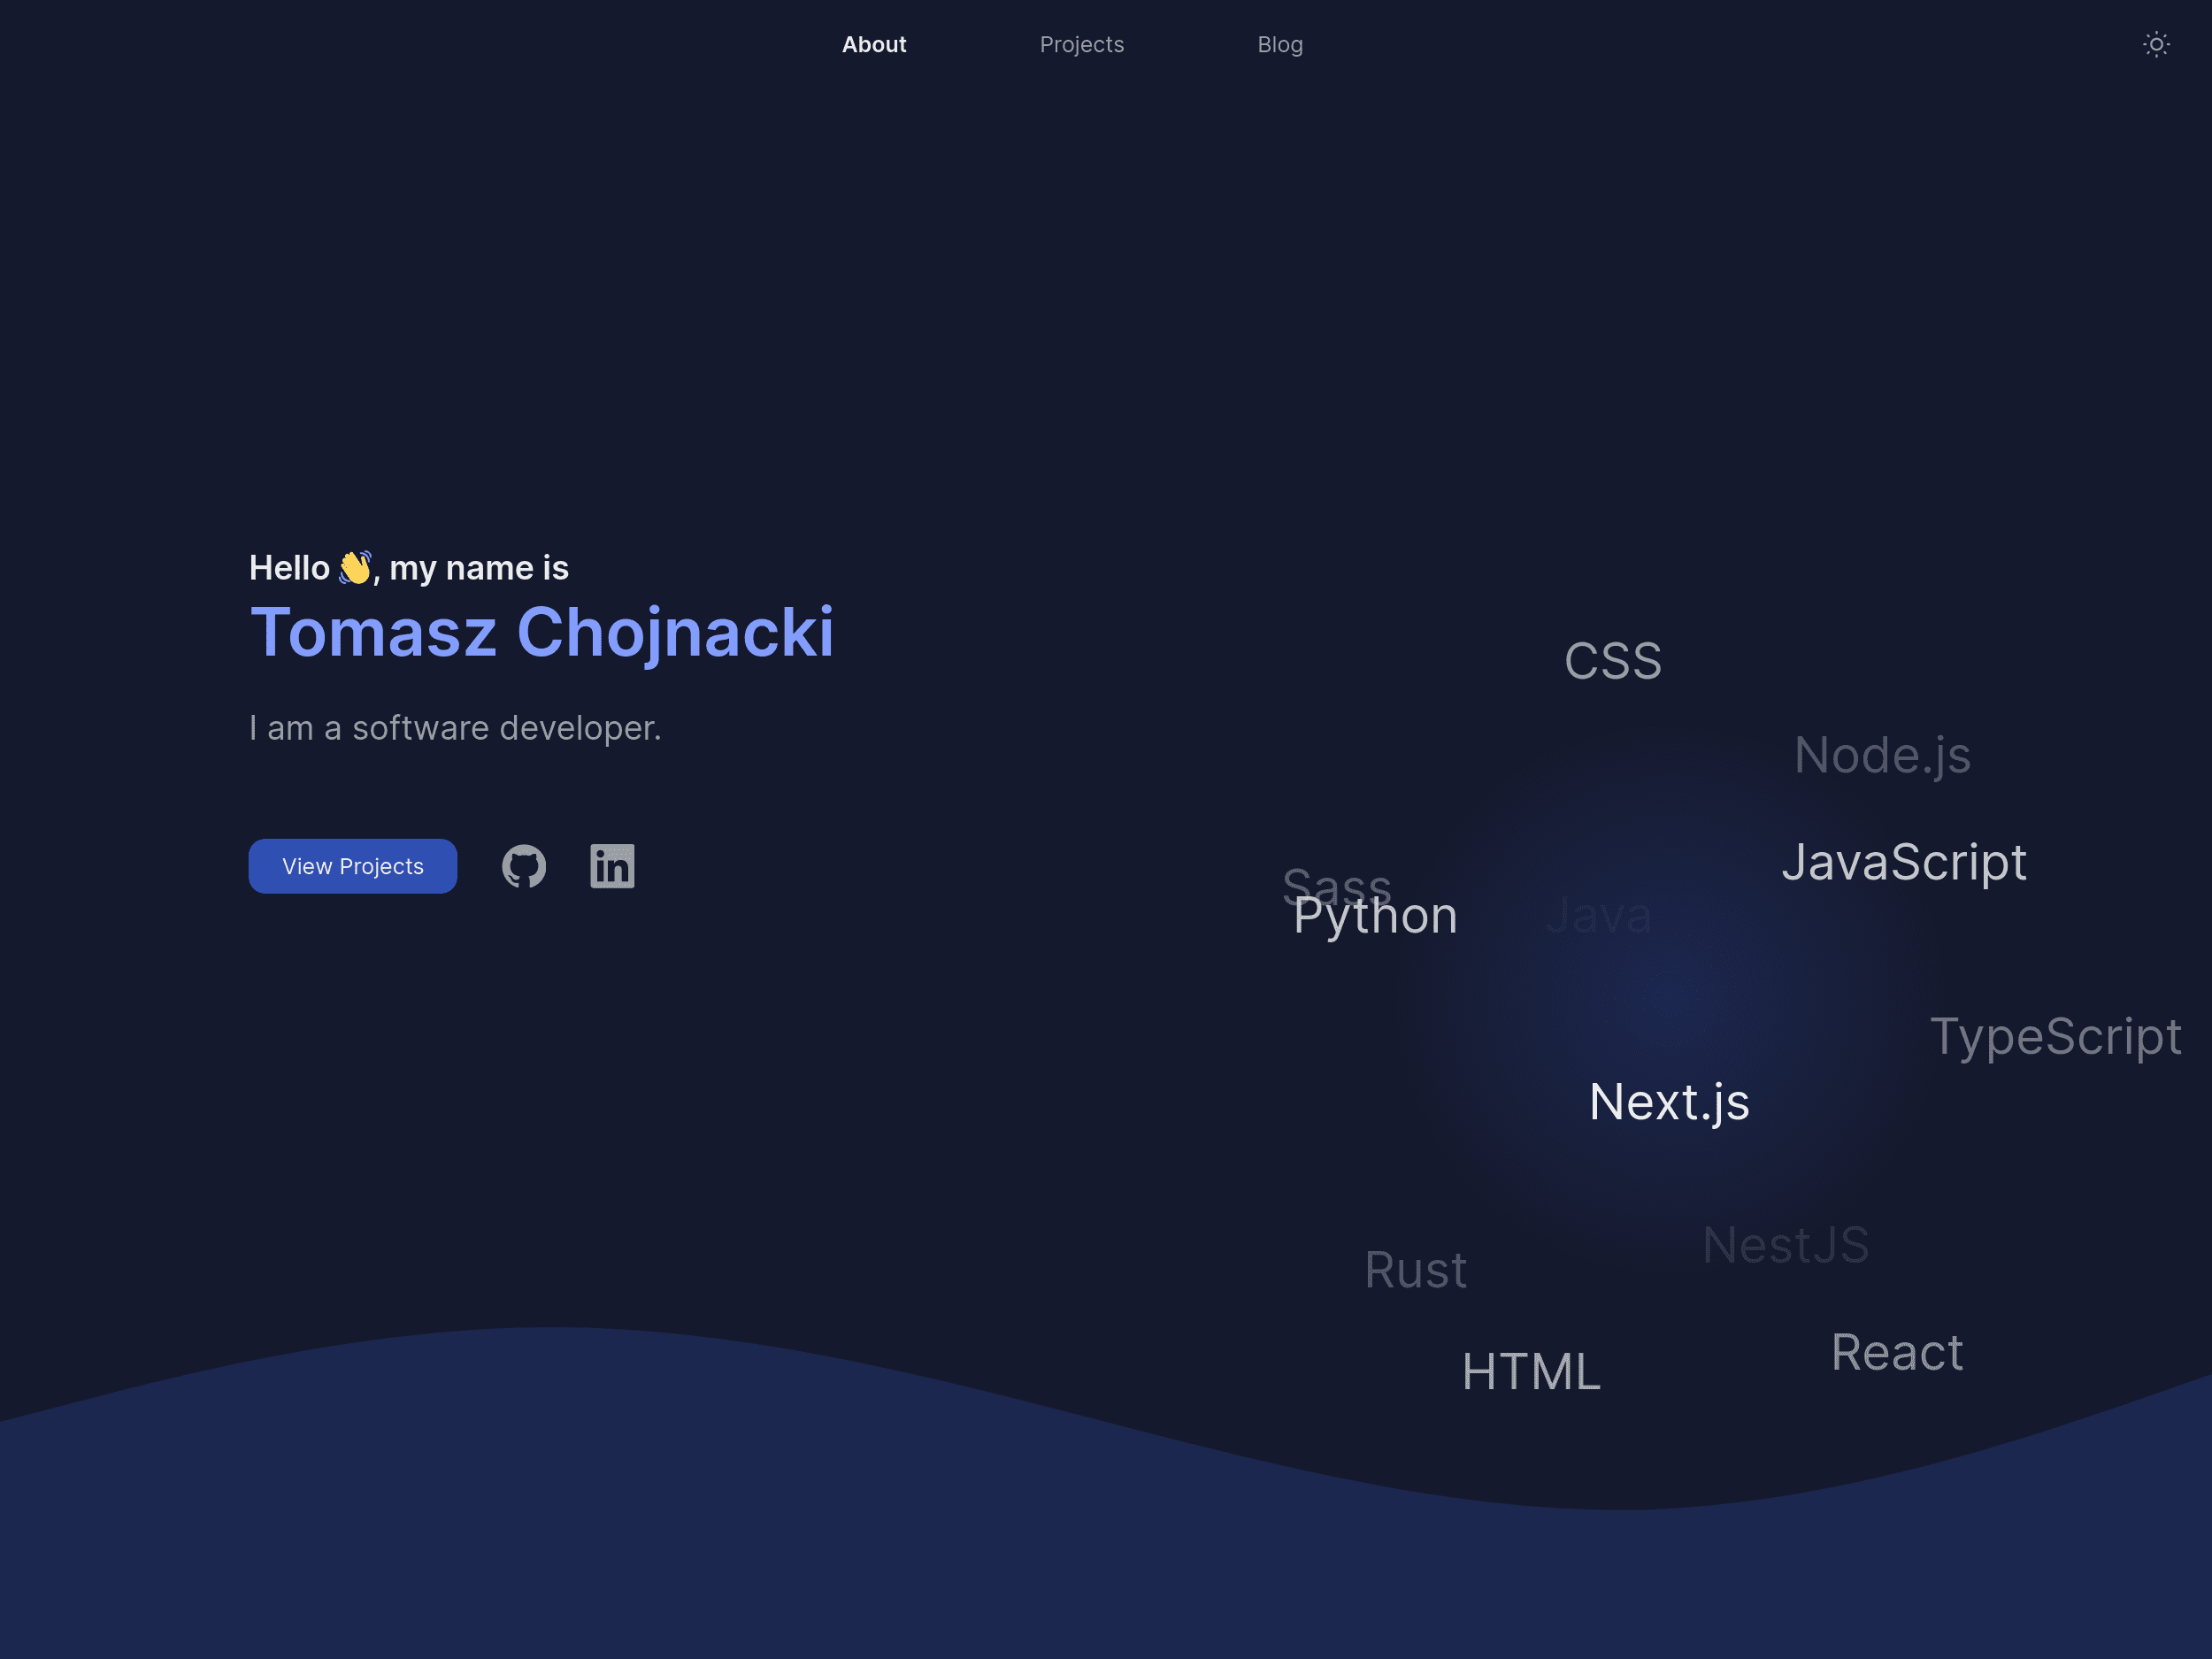 About
Projects
Blog
Hello 👋, my name is
Tomasz Chojnacki
I am a software developer.
View Projects
CSS
Node.js
JavaScript
Sass
Python
Java
TypeScript
Next.js
NestJS
Rust
React
HTML